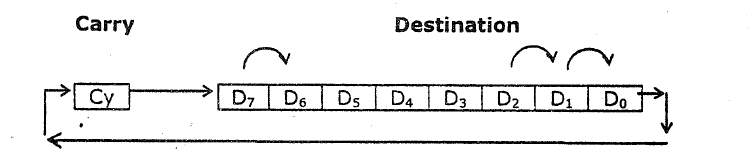 Carry Destination
Cy D₇ D₆ D₅ D₄ D₃ D₂ D₁ D₀